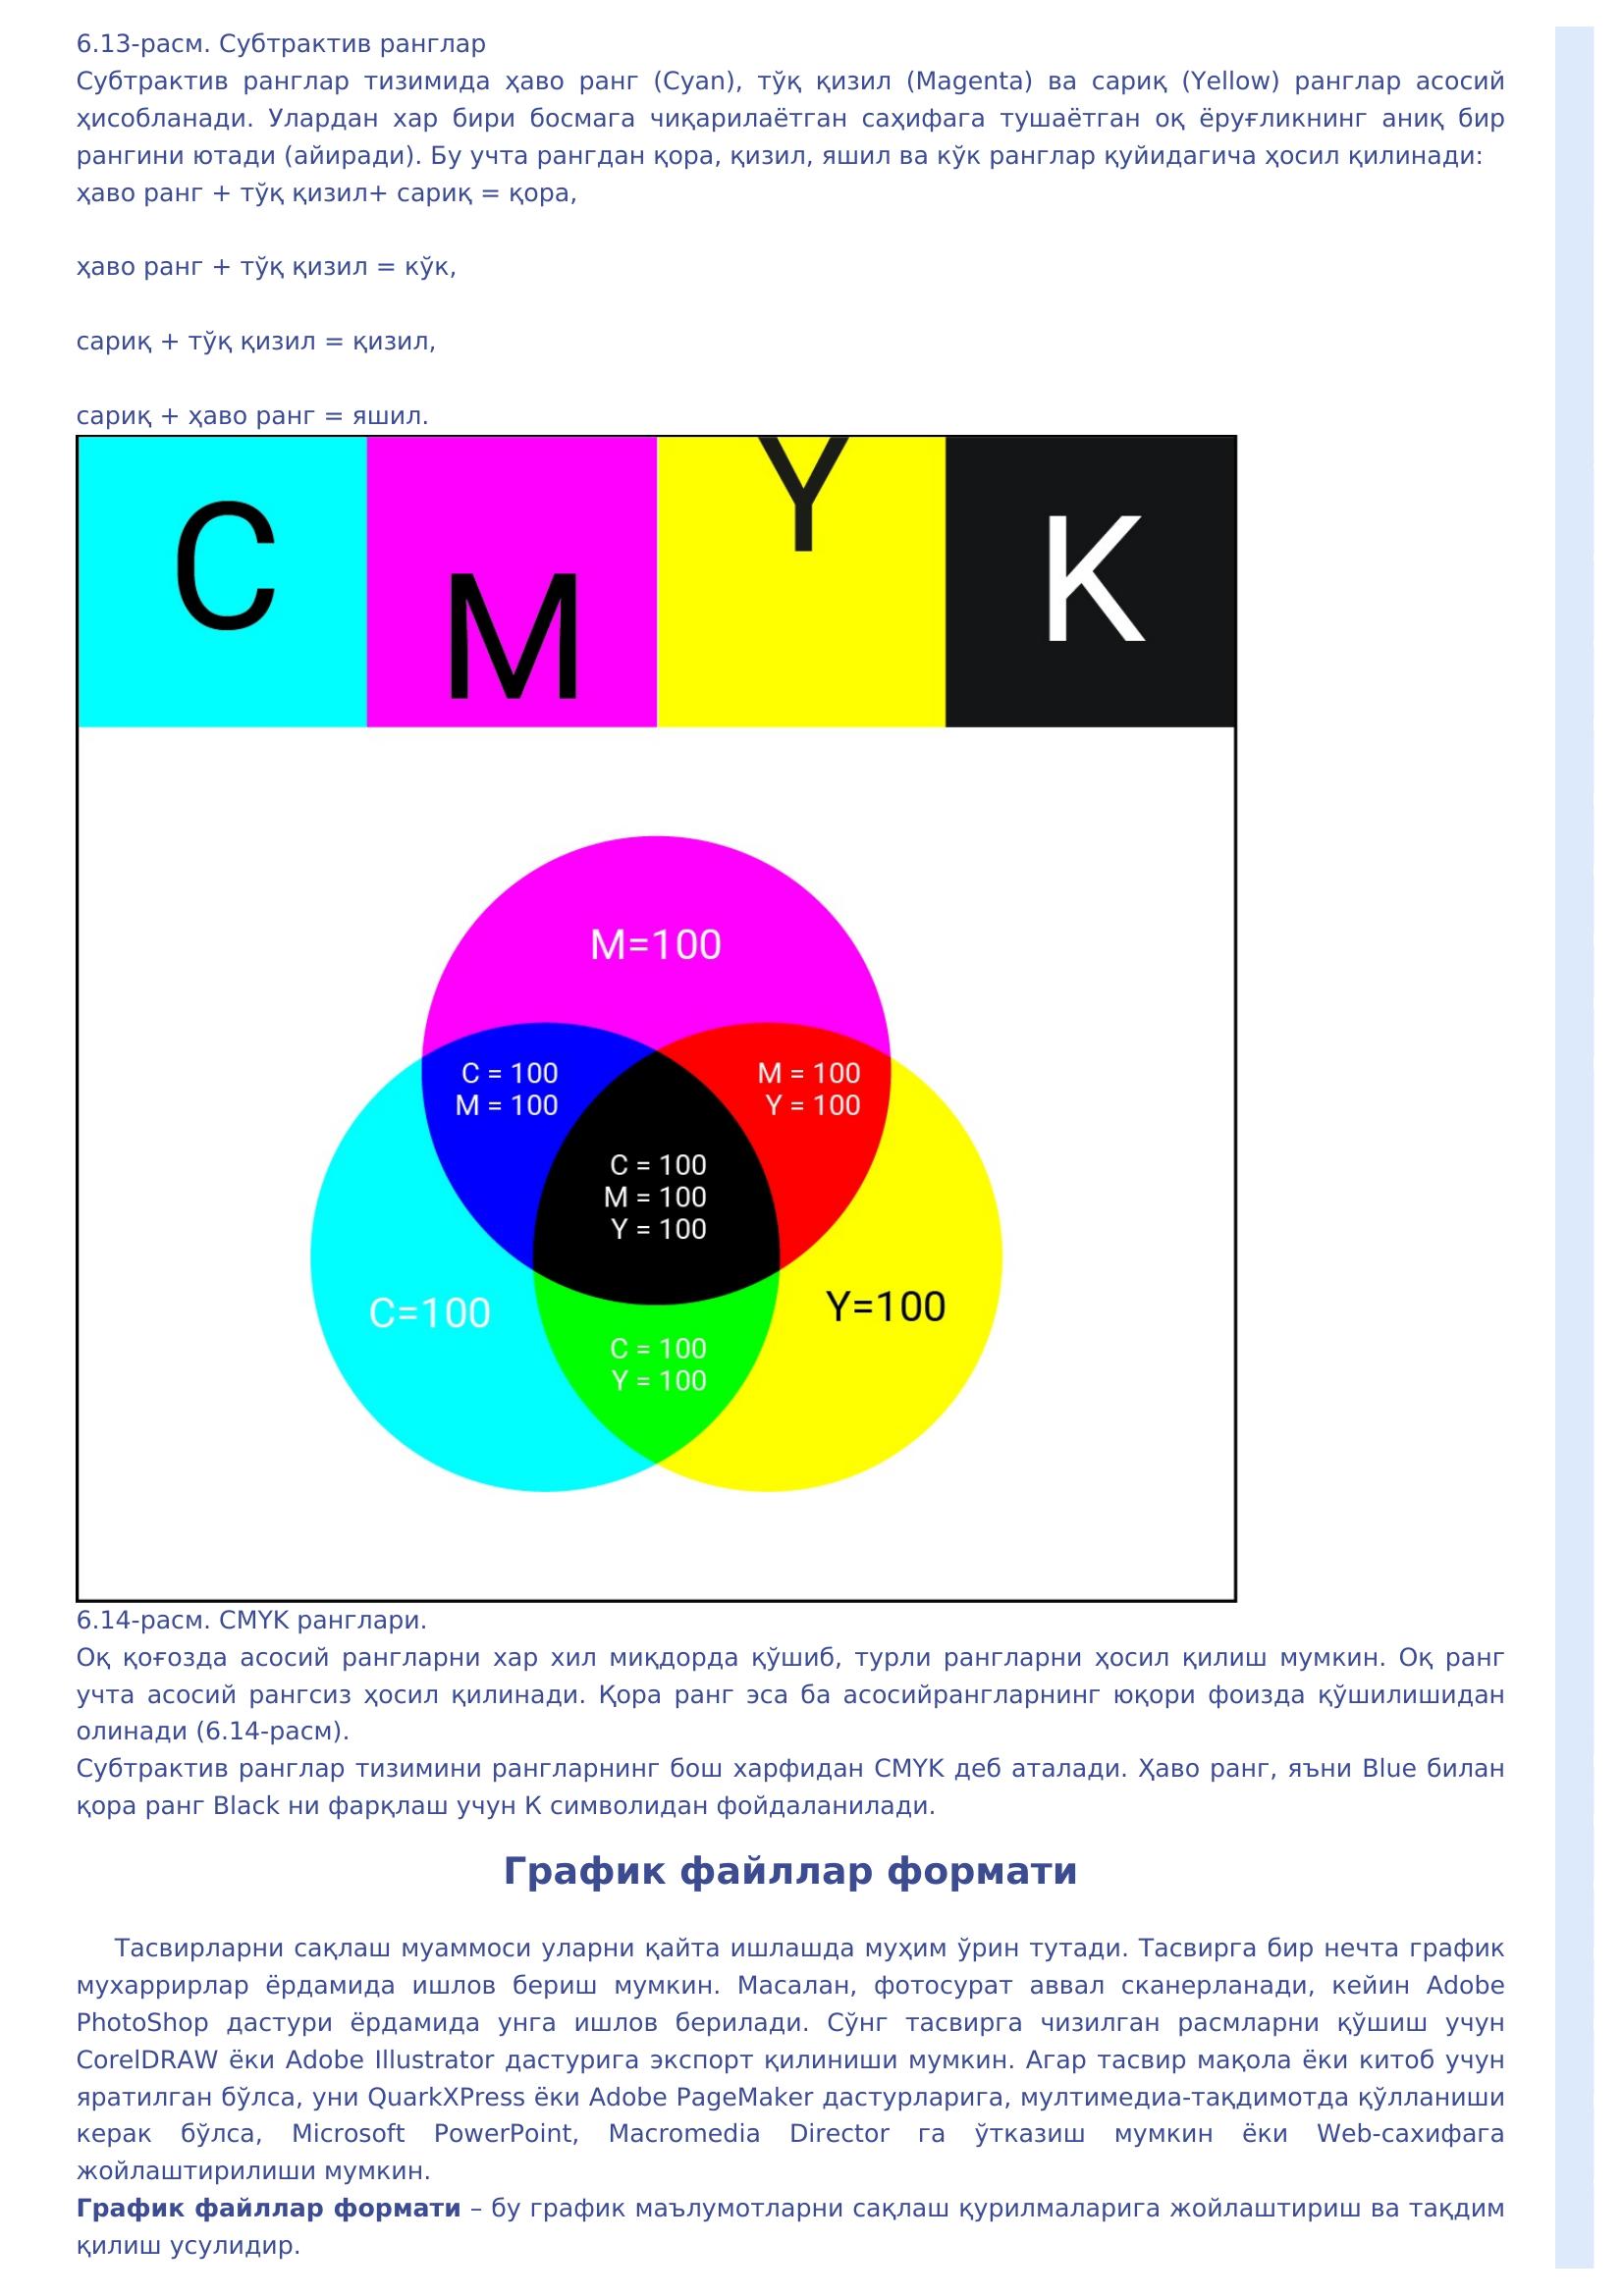 6.13-расм. Субтрактив ранглар
Субтрактив ранглар тизимида ҳаво ранг (Cyan), тўқ қизил (Magenta) ва сариқ (Yellow) ранглар асосий
ҳисобланади. Улардан хар бири босмага чиқарилаётган саҳифага тушаётган оқ ёруғликнинг аниқ бир
рангини ютади (айиради). Бу учта рангдан қора, қизил, яшил ва кўк ранглар қуйидагича ҳосил қилинади:
ҳаво ранг + тўқ қизил+ сариқ = қора,
ҳаво ранг + тўқ қизил = кўк,
сариқ + тўқ қизил = қизил,
сариқ + ҳаво ранг = яшил.
C M Y K
M=100
C = 100
M = 100
M = 100
Y = 100
C = 100
M = 100
Y = 100
C=100
Y=100
C = 100
Y = 100
6.14-расм. CMYK ранглари.
Оқ қоғозда асосий рангларни хар хил миқдорда қўшиб, турли рангларни ҳосил қилиш мумкин. Оқ ранг
учта асосий рангсиз ҳосил қилинади. Қора ранг эса ба асосийрангларнинг юқори фоизда қўшилишидан
олинади (6.14-расм).
Субтрактив ранглар тизимини рангларнинг бош харфидан CMYK деб аталади. Ҳаво ранг, яъни Blue билан
қора ранг Black ни фарқлаш учун К символидан фойдаланилади.
График файллар формати
Тасвирларни сақлаш муаммоси уларни қайта ишлашда муҳим ўрин тутади. Тасвирга бир нечта график
мухаррирлар ёрдамида ишлов бериш мумкин. Масалан, фотосурат аввал сканерланади, кейин Adobe
PhotoShop дастури ёрдамида унга ишлов берилади. Сўнг тасвирга чизилган расмларни қўшиш учун
CorelDRAW ёки Adobe Illustrator дастурига экспорт қилиниши мумкин. Агар тасвир мақола ёки китоб учун
яратилган бўлса, уни QuarkXPress ёки Adobe PageMaker дастурларига, мултимедиа-тақдимотда қўлланиши
керак бўлса, Microsoft PowerPoint, Macromedia Director га ўтказиш мумкин ёки Web-сахифага
жойлаштирилиши мумкин.
График файллар формати – бу график маълумотларни сақлаш қурилмаларига жойлаштириш ва тақдим
қилиш усулидир.